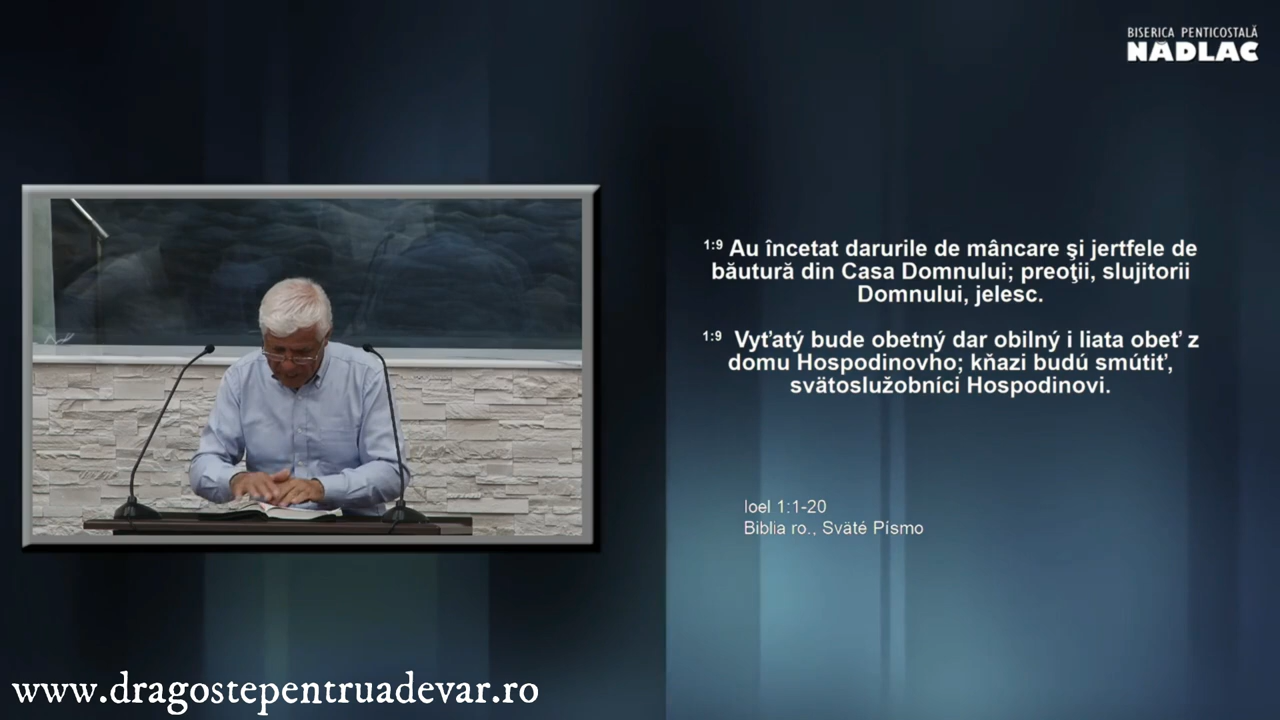 BISERICA PENTICOSTALĂ
NĂDLAC
1:9 Au încetat darurile de mâncare şi jertfele de
băutură din Casa Domnului; preoţii, slujitorii
Domnului, jelesc.
1:9 Vyťatý bude obetný dar obilný i liata obeť z
domu Hospodinovho; kňazi budú smútiť,
svätoslužobníci Hospodinovi.
Ioel 1:1-20
Biblia ro., Sväté Písmo
www.dragostepentruadevar.ro